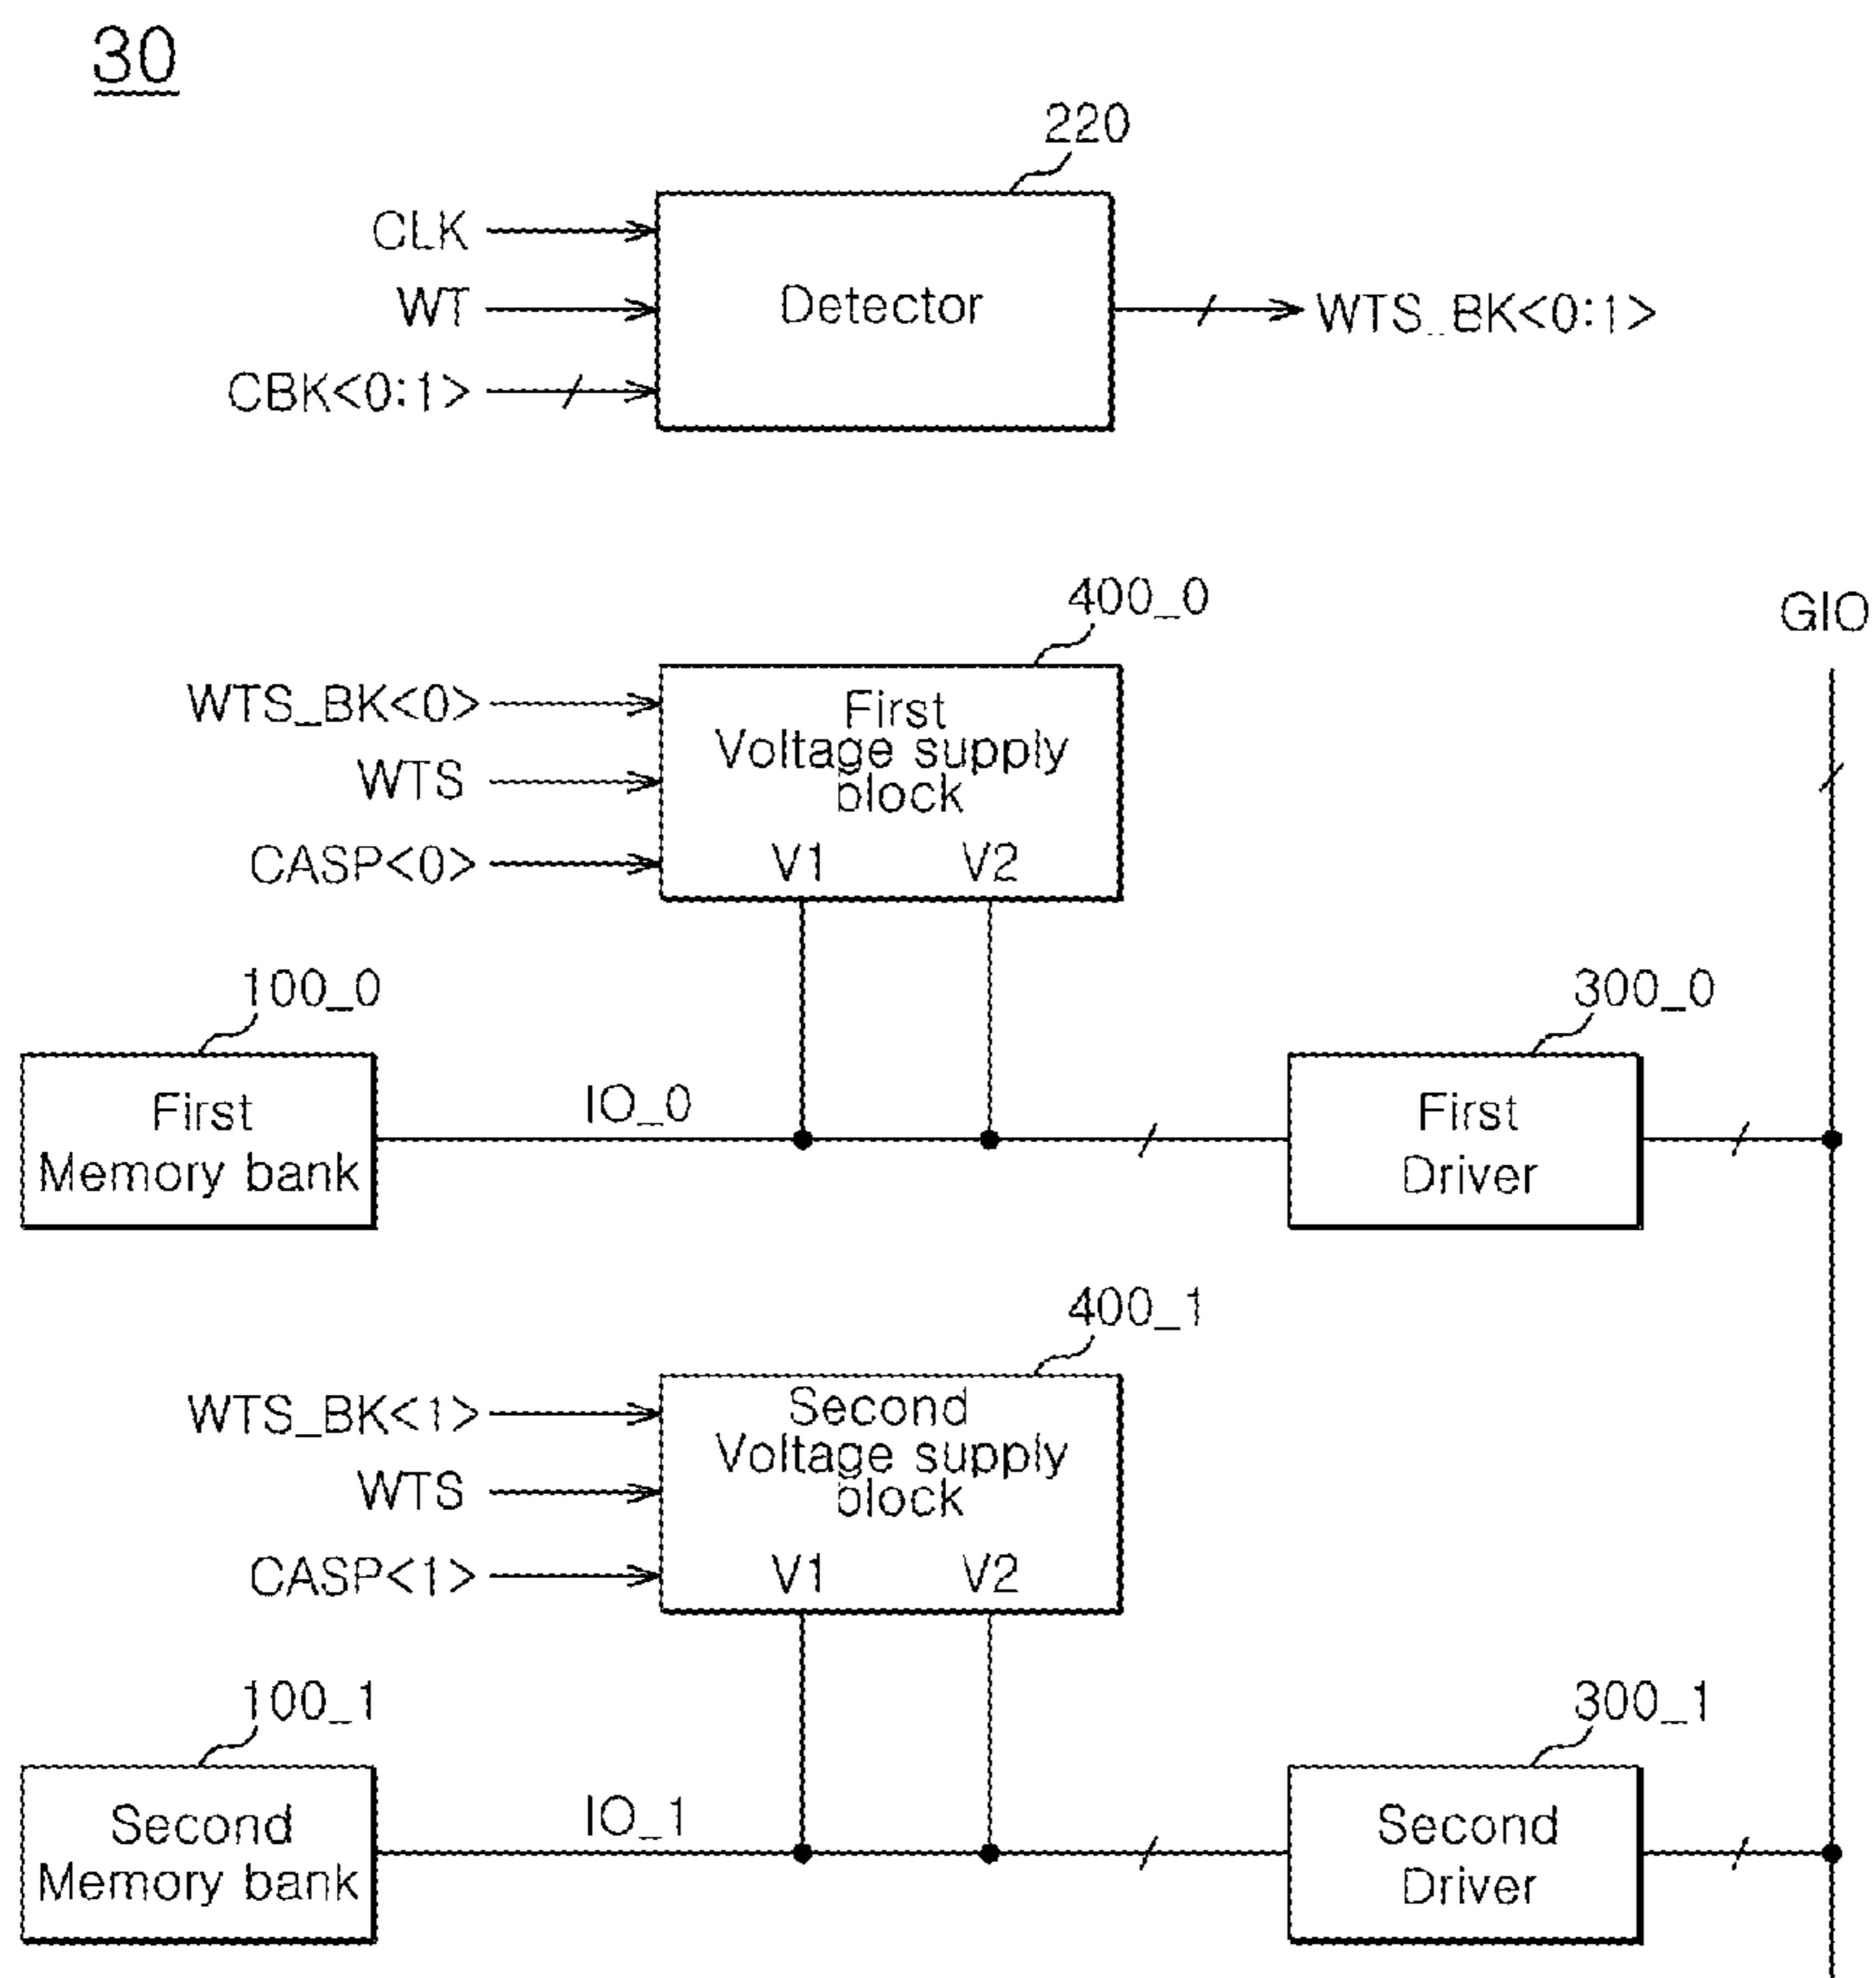 30
220
CLK
WT
CBK<0:1>
Detector
WTS_BK<0:1>
400_0
GIO
WTS_BK<0>
WTS
CASP<0>
First
Voltage supply
block
V1 V2
100_0
300_0
First
Memory bank
IO_0
First
Driver
400_1
WTS_BK<1>
WTS
CASP<1>
Second
Voltage supply
block
V1 V2
100_1
300_1
Second
Memory bank
IO_1
Second
Driver